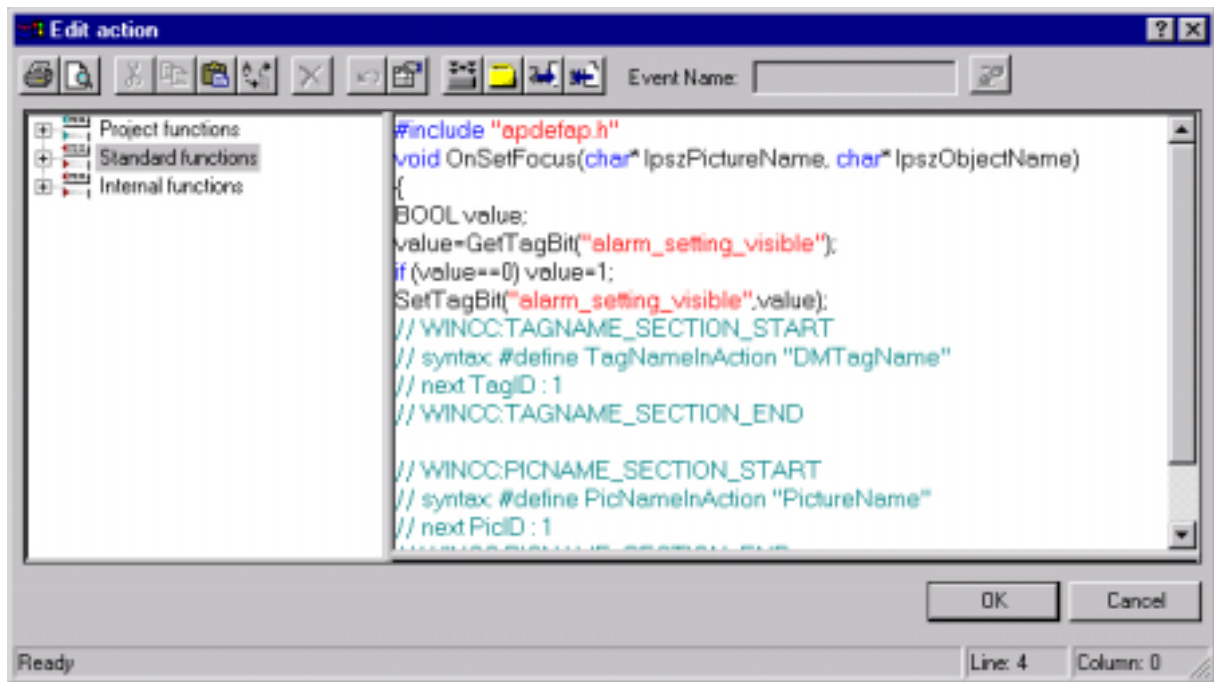 Edit action
Event Name:
Project functions
Standard functions
Internal functions
#include "apdefap.h"
void OnSetFocus(char* lpszPictureName, char* lpszObjectName)
{
BOOL value;
value=GetTagBit("alarm_setting_visible");
if (value==0) value=1;
SetTagBit("alarm_setting_visible",value);
// WINCC:TAGNAME_SECTION_START
// syntax: #define TagNameInAction "DMTagName"
// next TagID : 1
// WINCC:TAGNAME_SECTION_END
// WINCC:PICNAME_SECTION_START
// syntax: #define PicNameInAction "PictureName"
// next PicID : 1
// WINCC:PICNAME_SECTION_END
OK
Cancel
Ready
Line: 4
Column: 0